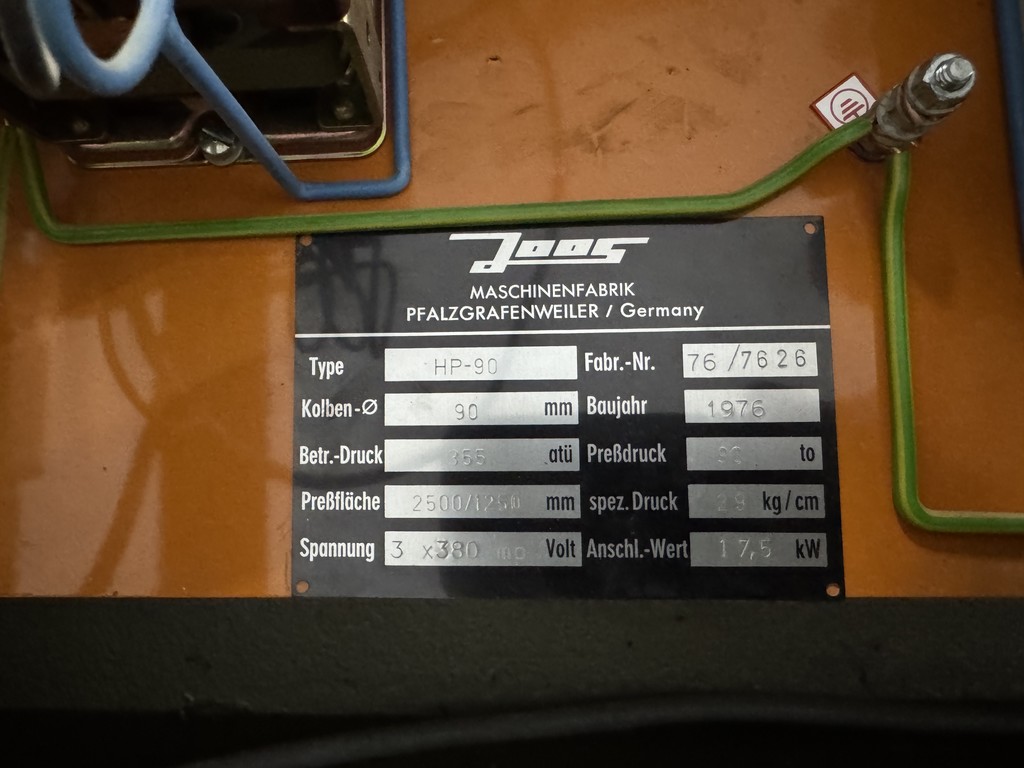 Joos
MASCHINENFABRIK
PFALZGRAFENWEILER / Germany
Type HP-90 Fabr.-Nr. 76/7626
Kolben-Ø 90 mm Baujahr 1976
Betr.-Druck 355 atü Preßdruck 90 to
Preßfläche 2500/1250 mm spez. Druck 29 kg/cm
Spannung 3 x380 mp Volt Anschl.-Wert 17,5 kW